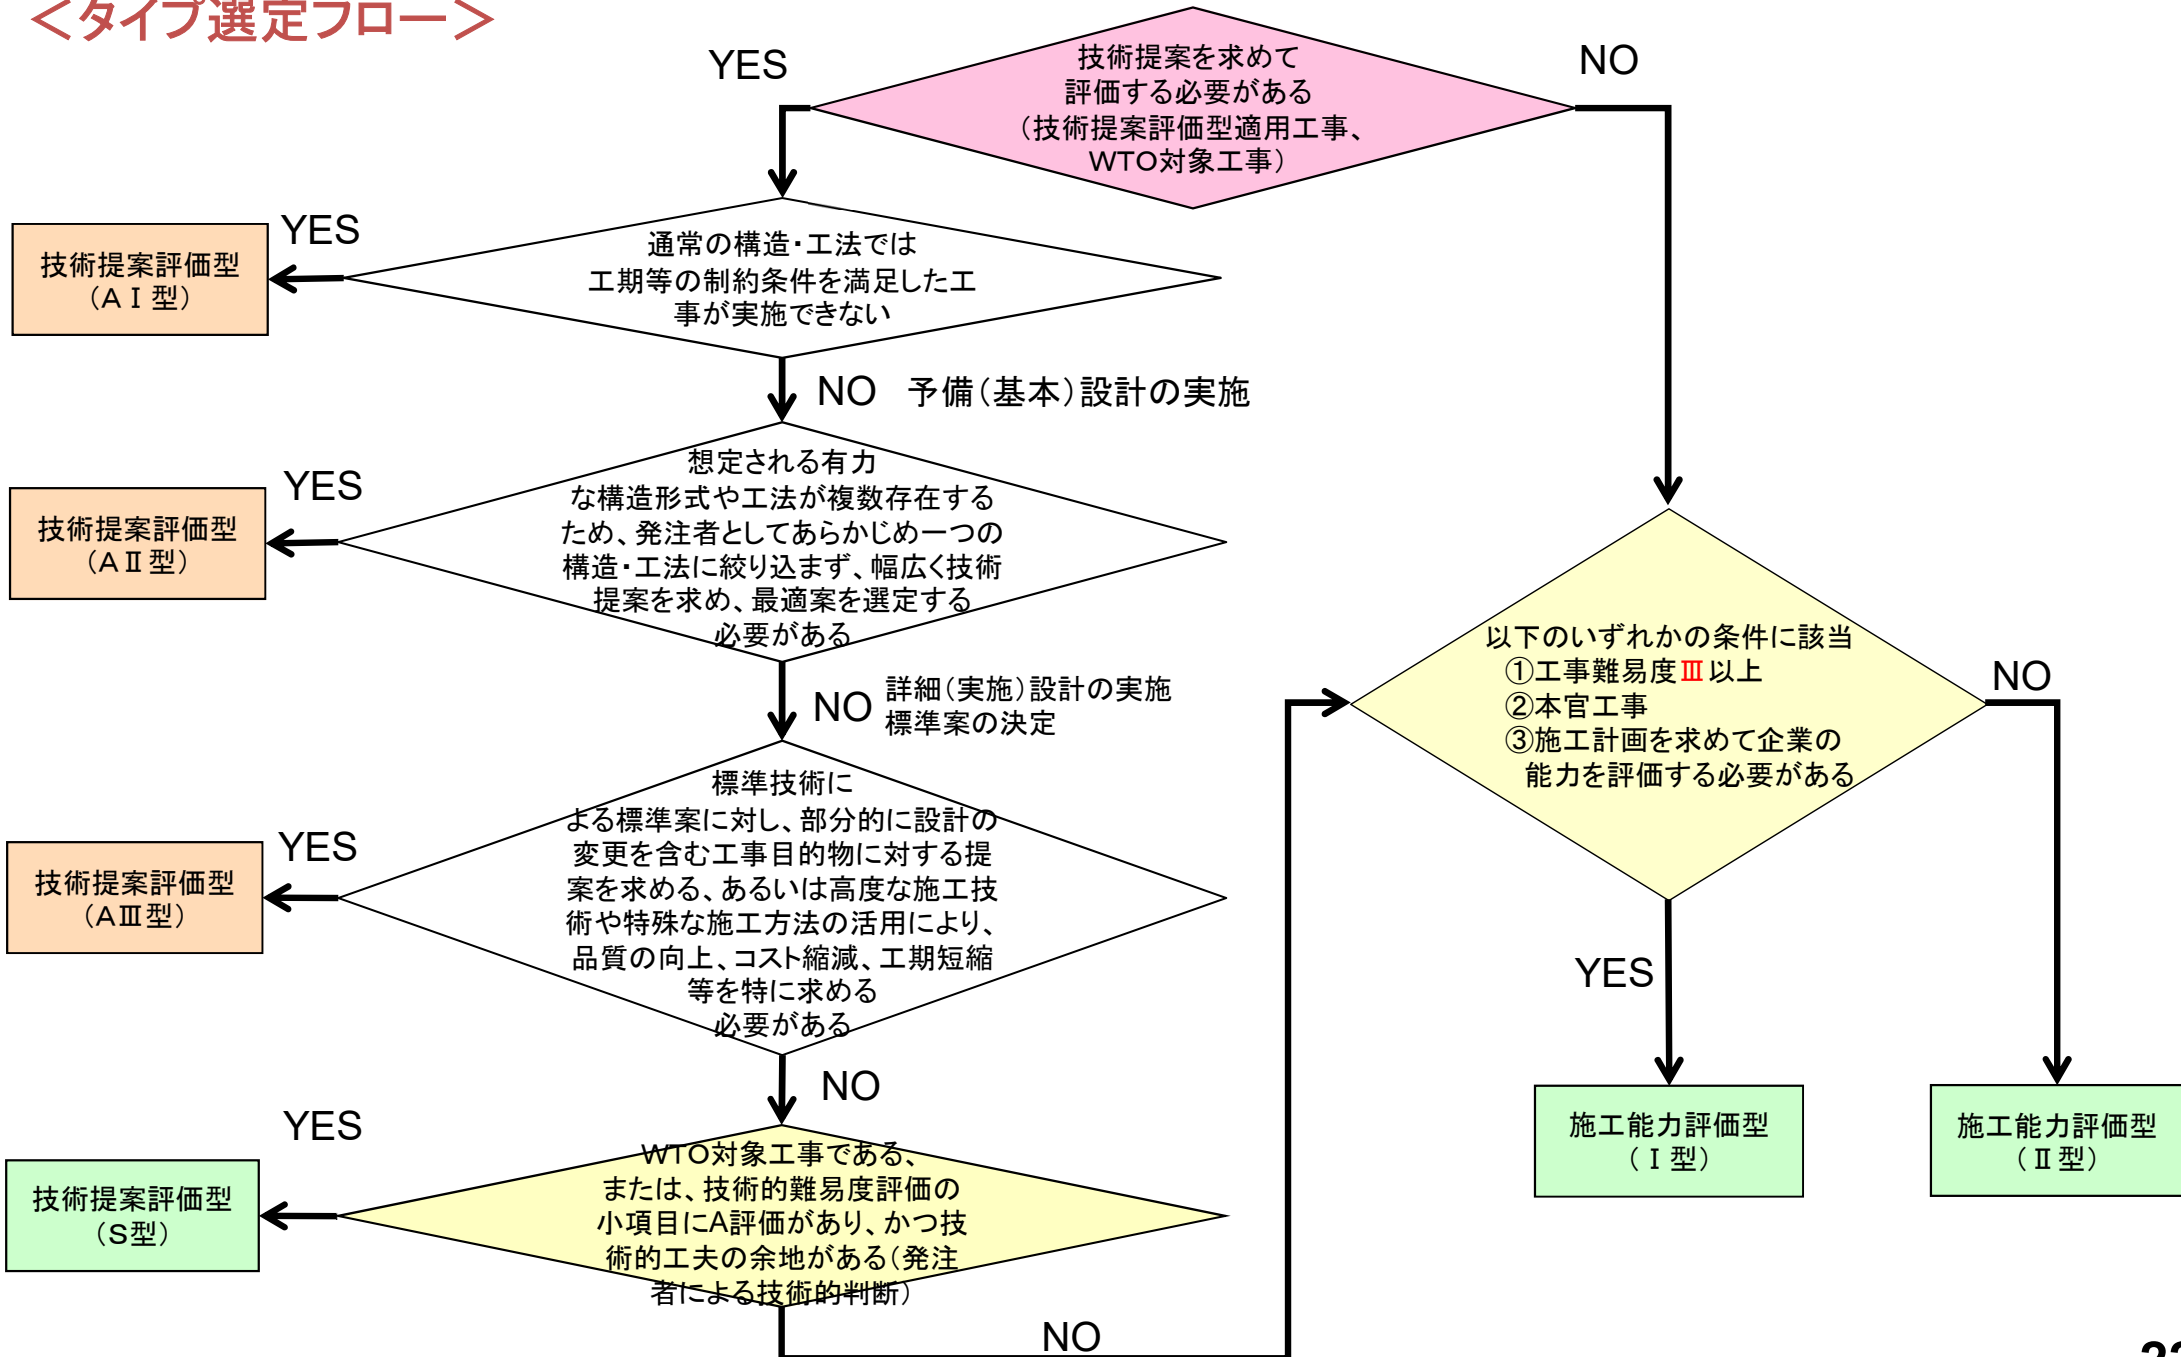 ＜タイプ選定フロー＞
技術提案を求めて
評価する必要がある
（技術提案評価型適用工事、
WTO対象工事）
YES
NO
通常の構造・工法では
工期等の制約条件を満足した工
事が実施できない
YES
技術提案評価型
（AⅠ型）
NO 予備（基本）設計の実施
想定される有力
な構造形式や工法が複数存在する
ため、発注者としてあらかじめ一つの
構造・工法に絞り込まず、幅広く技術
提案を求め、最適案を選定する
必要がある
YES
技術提案評価型
（AⅡ型）
NO
詳細（実施）設計の実施
標準案の決定
標準技術に
よる標準案に対し、部分的に設計の
変更を含む工事目的物に対する提
案を求める、あるいは高度な施工技
術や特殊な施工方法の活用により、
品質の向上、コスト縮減、工期短縮
等を特に求める
必要がある
YES
技術提案評価型
（AⅢ型）
NO
WTO対象工事である、
または、技術的難易度評価の
小項目にA評価があり、かつ技
術的工夫の余地がある（発注
者による技術的判断）
YES
技術提案評価型
（S型）
NO
以下のいずれかの条件に該当
①工事難易度Ⅲ以上
②本官工事
③施工計画を求めて企業の
能力を評価する必要がある
YES
NO
施工能力評価型
（Ⅰ型）
施工能力評価型
（Ⅱ型）